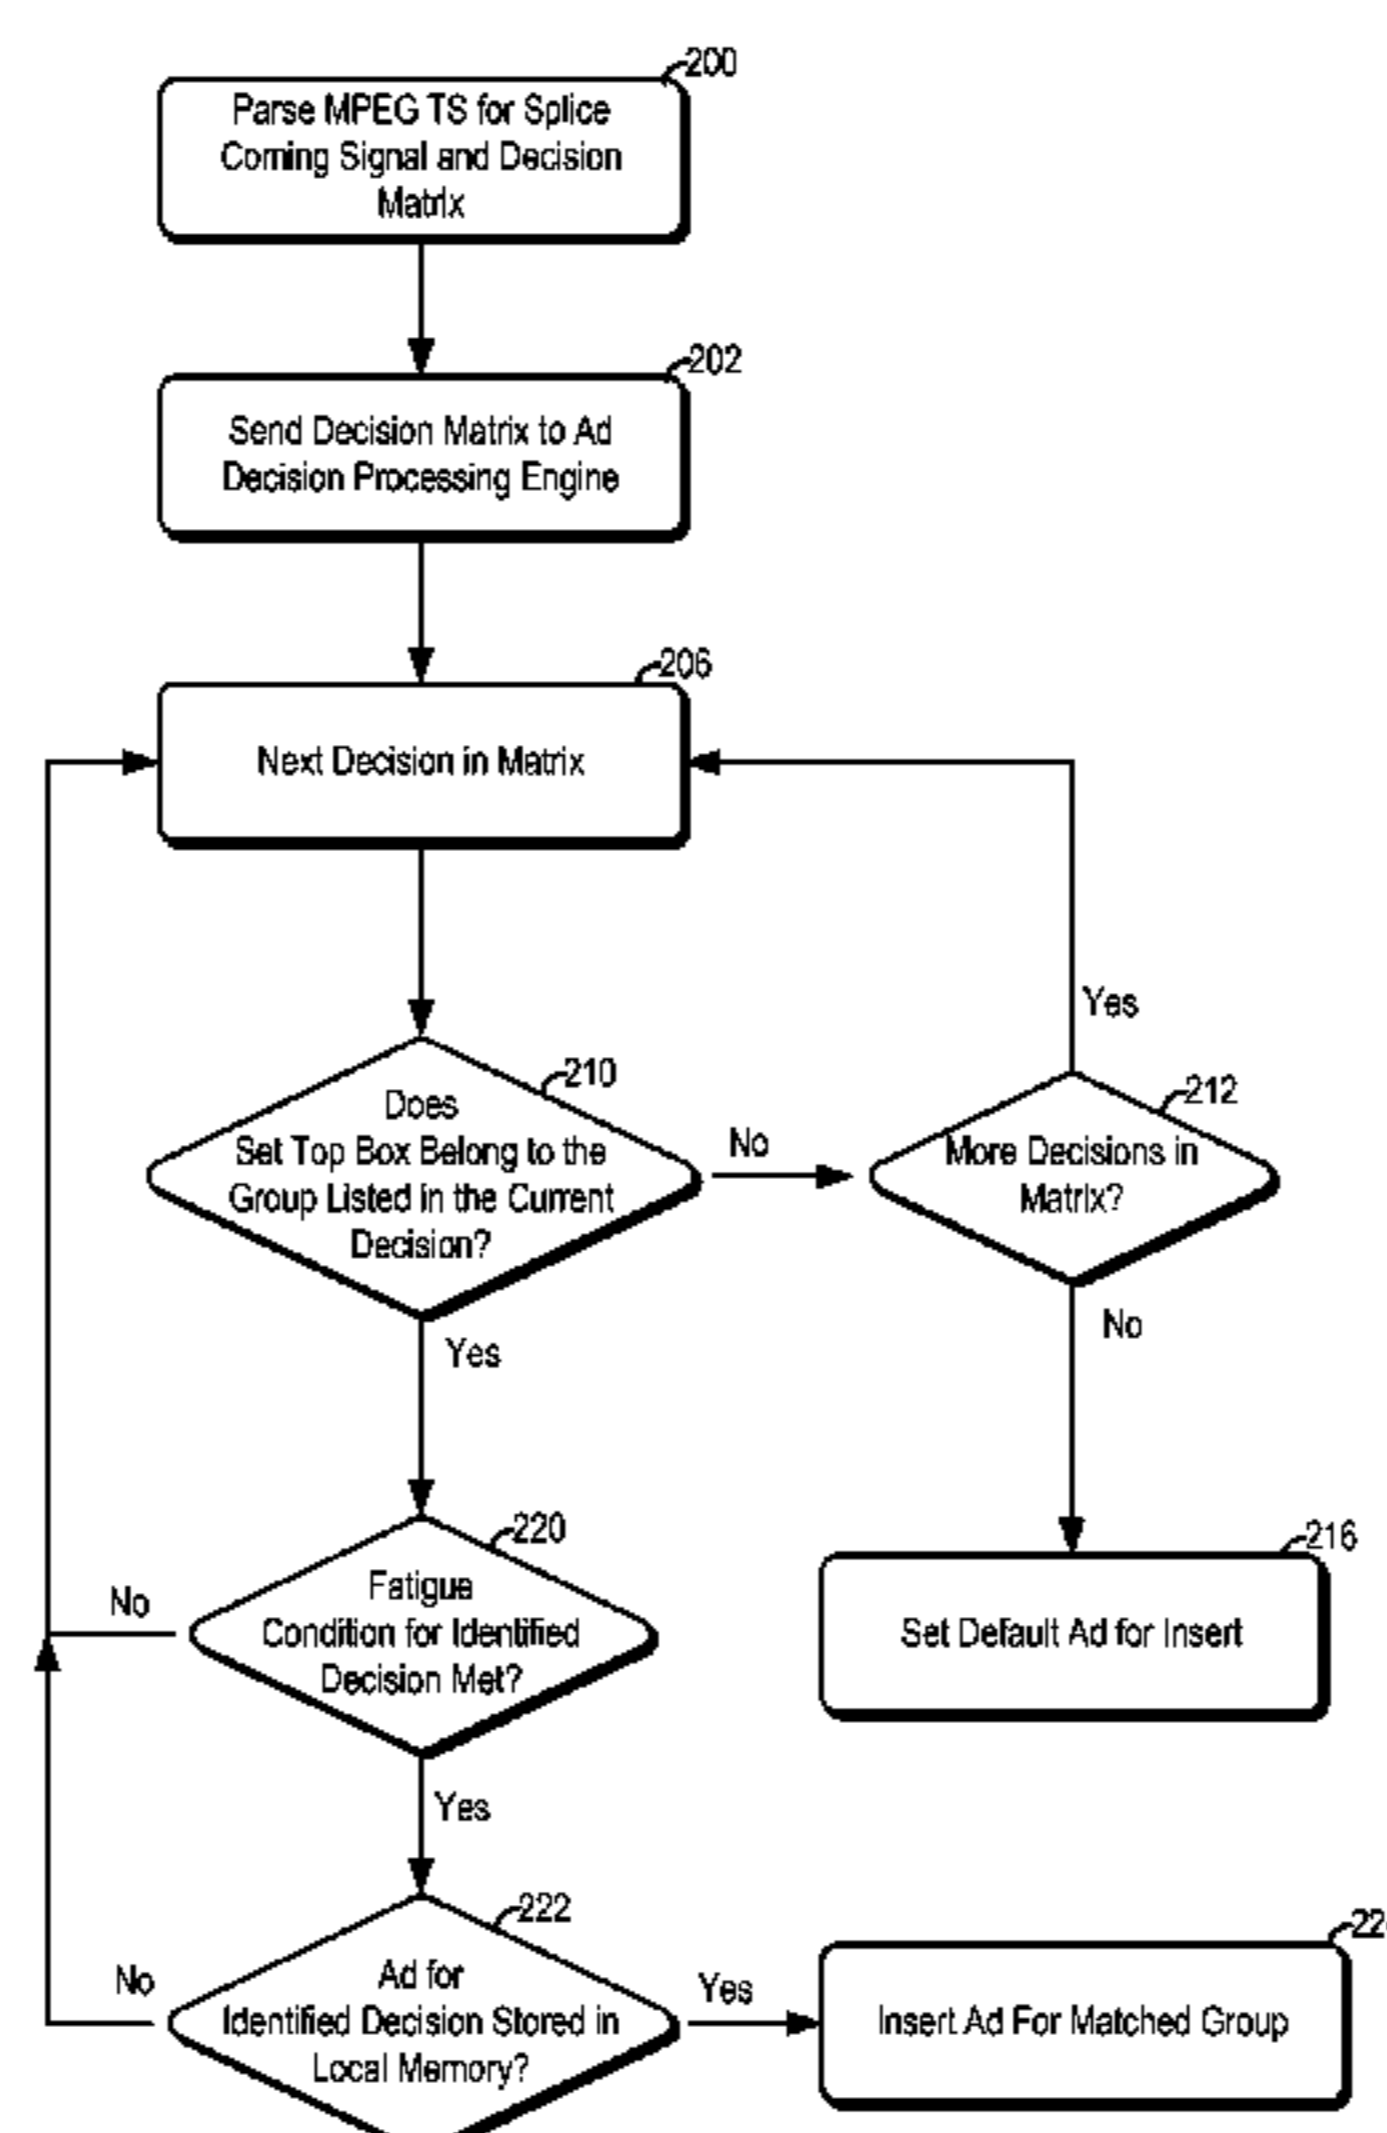 200
Parse MPEG TS for Splice
Coming Signal and Decision
Matrix
202
Send Decision Matrix to Ad
Decision Processing Engine
206
Next Decision in Matrix
Yes
210
Does
Set Top Box Belong to the
Group Listed in the Current
Decision?
No
212
More Decisions in
Matrix?
Yes
No
220
Fatigue
Condition for Identified
Decision Met?
No
216
Set Default Ad for Insert
Yes
222
Ad for
Identified Decision Stored in
Local Memory?
No
Yes
Insert Ad For Matched Group